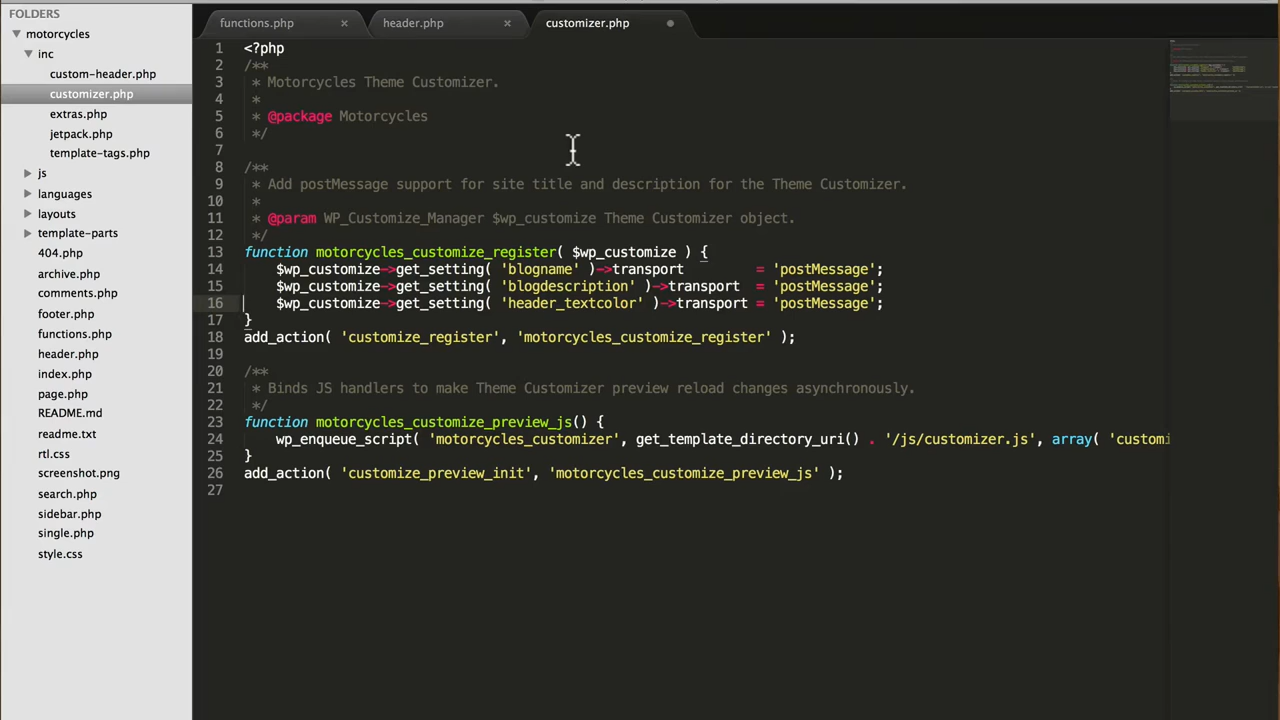 FOLDERS
motorcycles
inc
custom-header.php
customizer.php
extras.php
jetpack.php
template-tags.php
js
languages
layouts
template-parts
404.php
archive.php
comments.php
footer.php
functions.php
header.php
index.php
page.php
README.md
readme.txt
rtl.css
screenshot.png
search.php
sidebar.php
single.php
style.css
functions.php × header.php × customizer.php
1 <?php
2 /**
3  * Motorcycles Theme Customizer.
4  *
5  * @package Motorcycles
6  */
7
8 /**
9  * Add postMessage support for site title and description for the Theme Customizer.
10  *
11  * @param WP_Customize_Manager $wp_customize Theme Customizer object.
12  */
13 function motorcycles_customize_register( $wp_customize ) {
14     $wp_customize->get_setting( 'blogname' )->transport         = 'postMessage';
15     $wp_customize->get_setting( 'blogdescription' )->transport  = 'postMessage';
16     $wp_customize->get_setting( 'header_textcolor' )->transport = 'postMessage';
17 }
18 add_action( 'customize_register', 'motorcycles_customize_register' );
19
20 /**
21  * Binds JS handlers to make Theme Customizer preview reload changes asynchronously.
22  */
23 function motorcycles_customize_preview_js() {
24     wp_enqueue_script( 'motorcycles_customizer', get_template_directory_uri() . '/js/customizer.js', array( 'customi
25 }
26 add_action( 'customize_preview_init', 'motorcycles_customize_preview_js' );
27